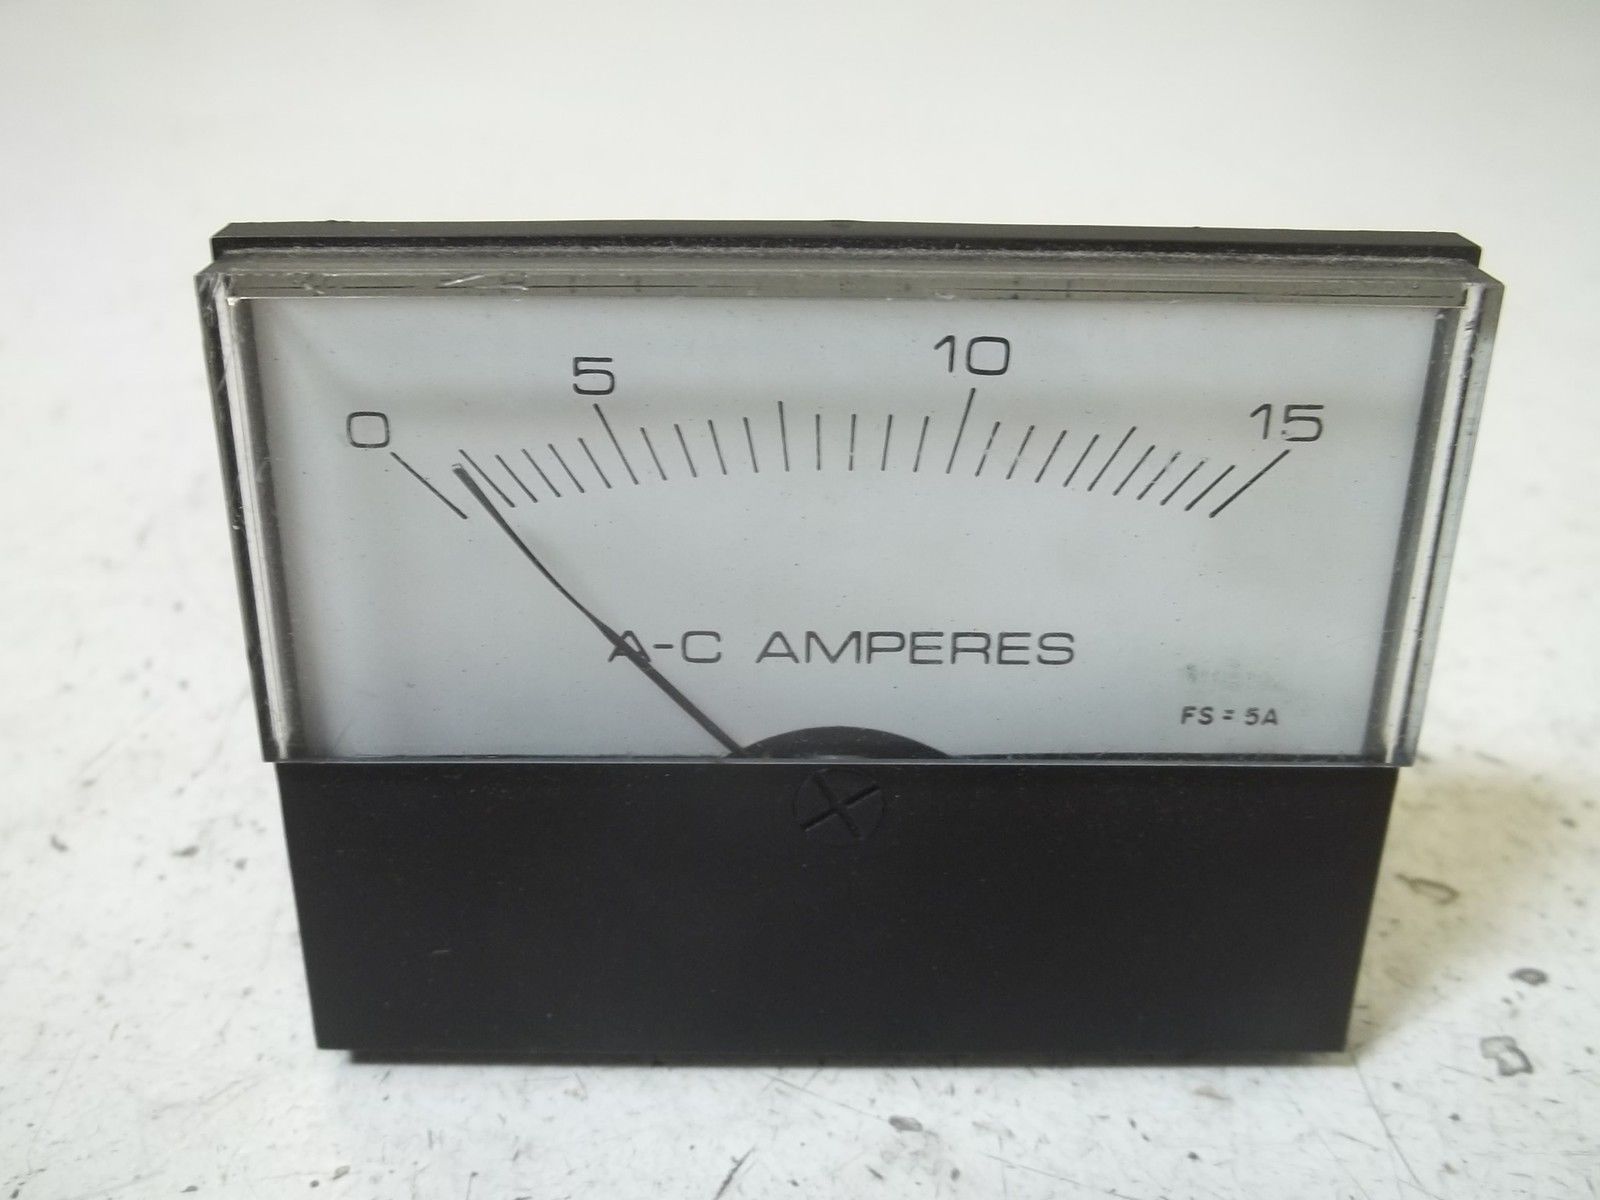 0 5 10 15
A-C AMPERES
FS = 5A